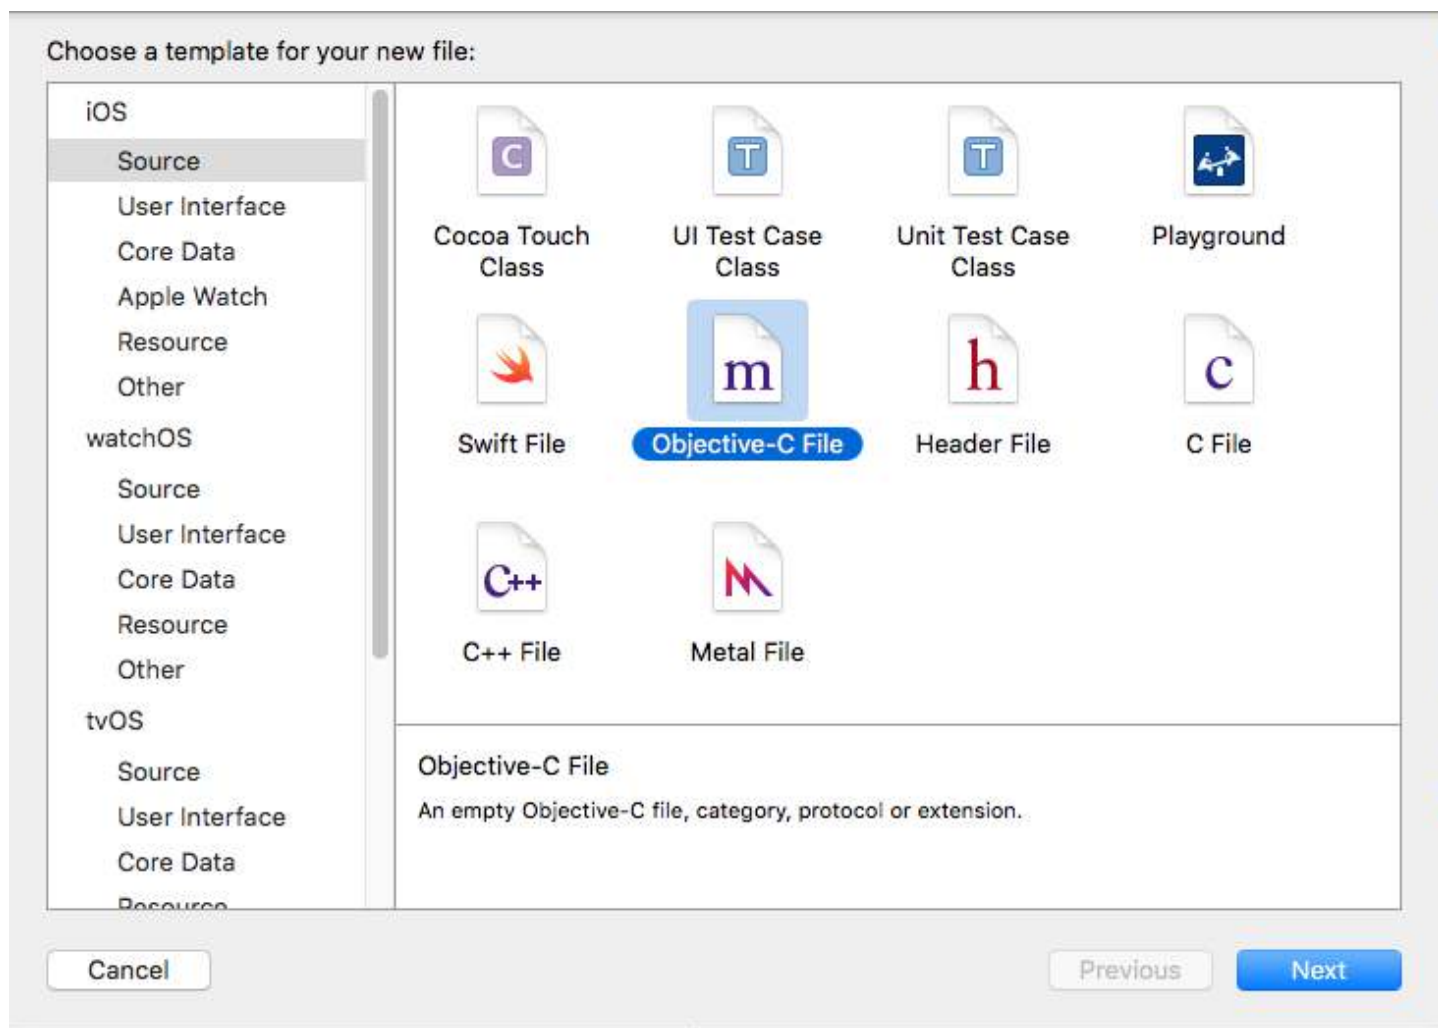 Choose a template for your new file:
iOS
Source
User Interface
Core Data
Apple Watch
Resource
Other
watchOS
Source
User Interface
Core Data
Resource
Other
tvOS
Source
User Interface
Core Data
Resource
C
T
T
Cocoa Touch
Class
UI Test Case
Class
Unit Test Case
Class
Playground
m
h
c
Swift File
Objective-C File
Header File
C File
C++
C++ File
Metal File
Objective-C File
An empty Objective-C file, category, protocol or extension.
Cancel
Previous
Next